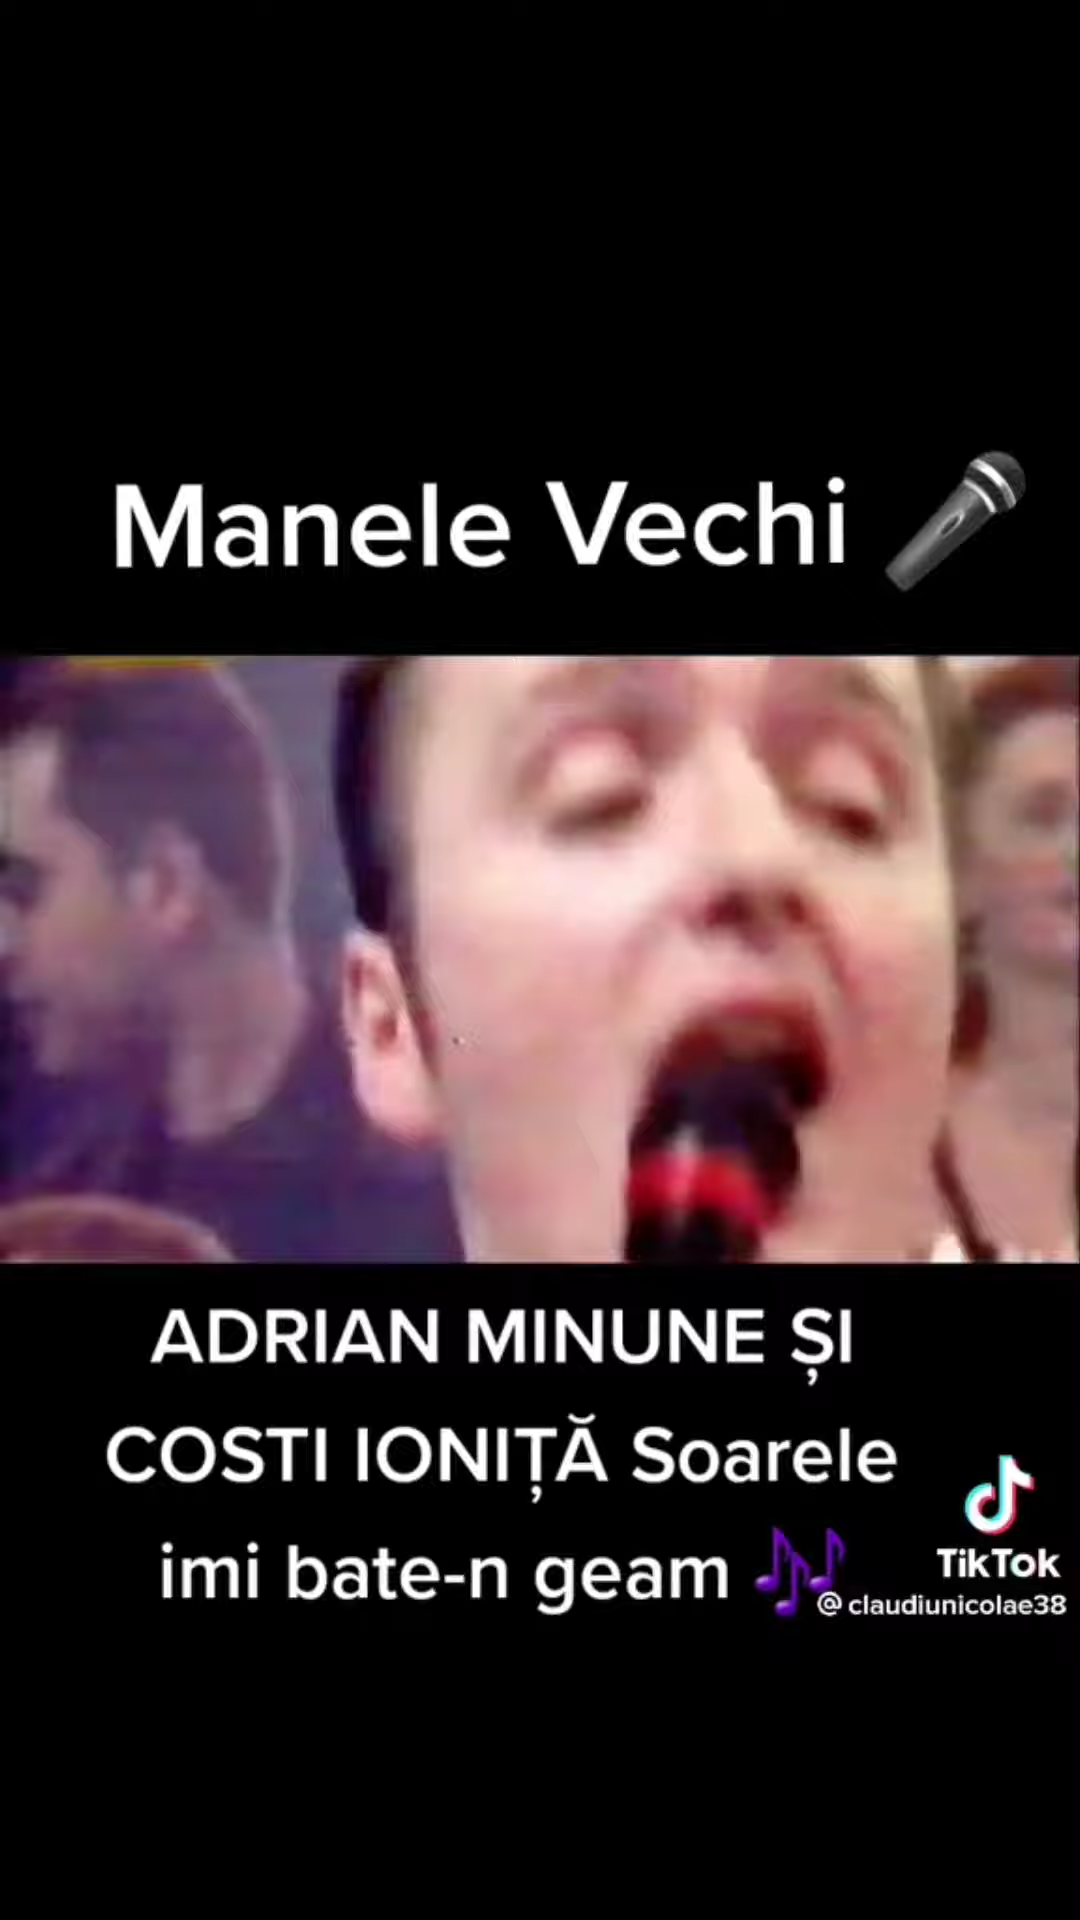 Manele Vechi
ADRIAN MINUNE ȘI
COSTI IONIȚĂ Soarele
imi bate-n geam
TikTok
@claudiunicolae38